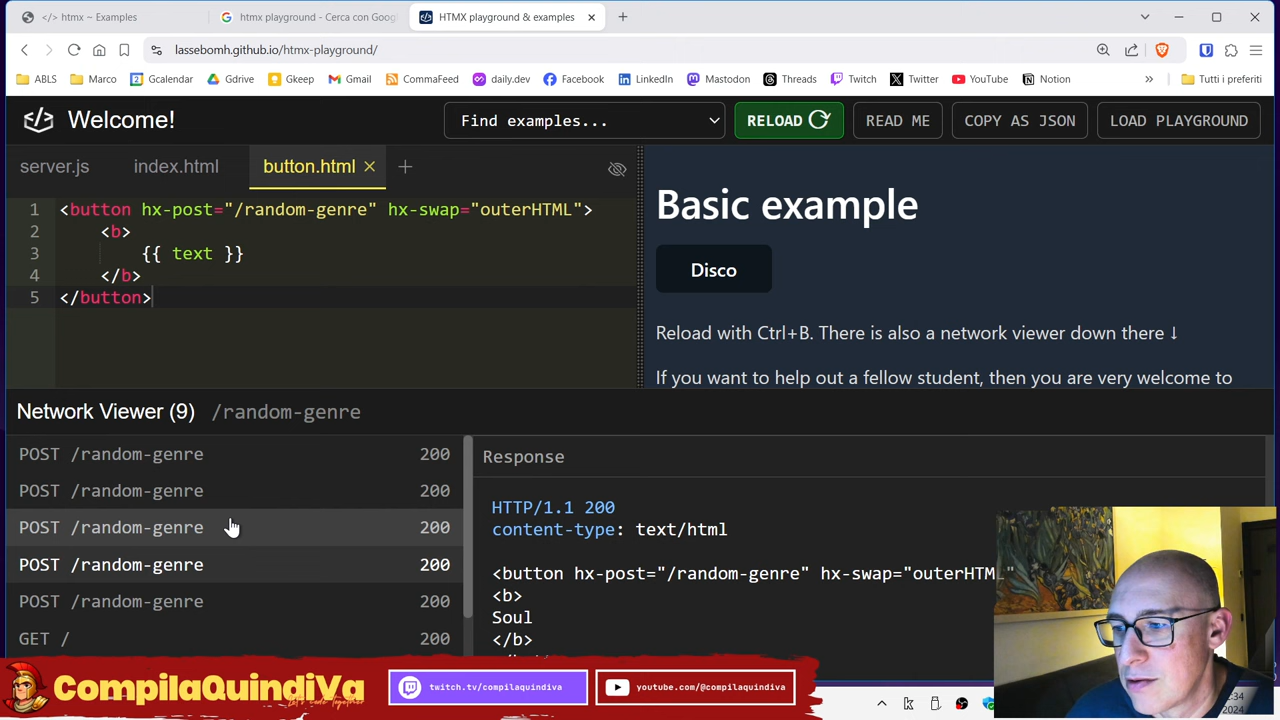 </> htmx ~ Examples
htmx playground - Cerca con Goog
HTMX playground & examples
lassebomh.github.io/htmx-playground/
ABLS
Marco
Gcalendar
Gdrive
Gkeep
Gmail
CommaFeed
daily.dev
Facebook
LinkedIn
Mastodon
Threads
Twitch
Twitter
YouTube
Notion
»
Tutti i preferiti
Welcome!
Find examples...
RELOAD
READ ME
COPY AS JSON
LOAD PLAYGROUND
server.js
index.html
button.html
1 <button hx-post="/random-genre" hx-swap="outerHTML">
2 <b>
3 {{ text }}
4 </b>
5 </button>
Basic example
Disco
Reload with Ctrl+B. There is also a network viewer down there ↓
If you want to help out a fellow student, then you are very welcome to
Network Viewer (9) /random-genre
POST /random-genre 200
POST /random-genre 200
POST /random-genre 200
POST /random-genre 200
POST /random-genre 200
GET / 200
Response
HTTP/1.1 200
content-type: text/html
<button hx-post="/random-genre" hx-swap="outerHTML"
<b>
Soul
</b>
CompilaQuindiVa
Let's code Together
twitch.tv/compilaquindiva
youtube.com/@compilaquindiva
:34
2024